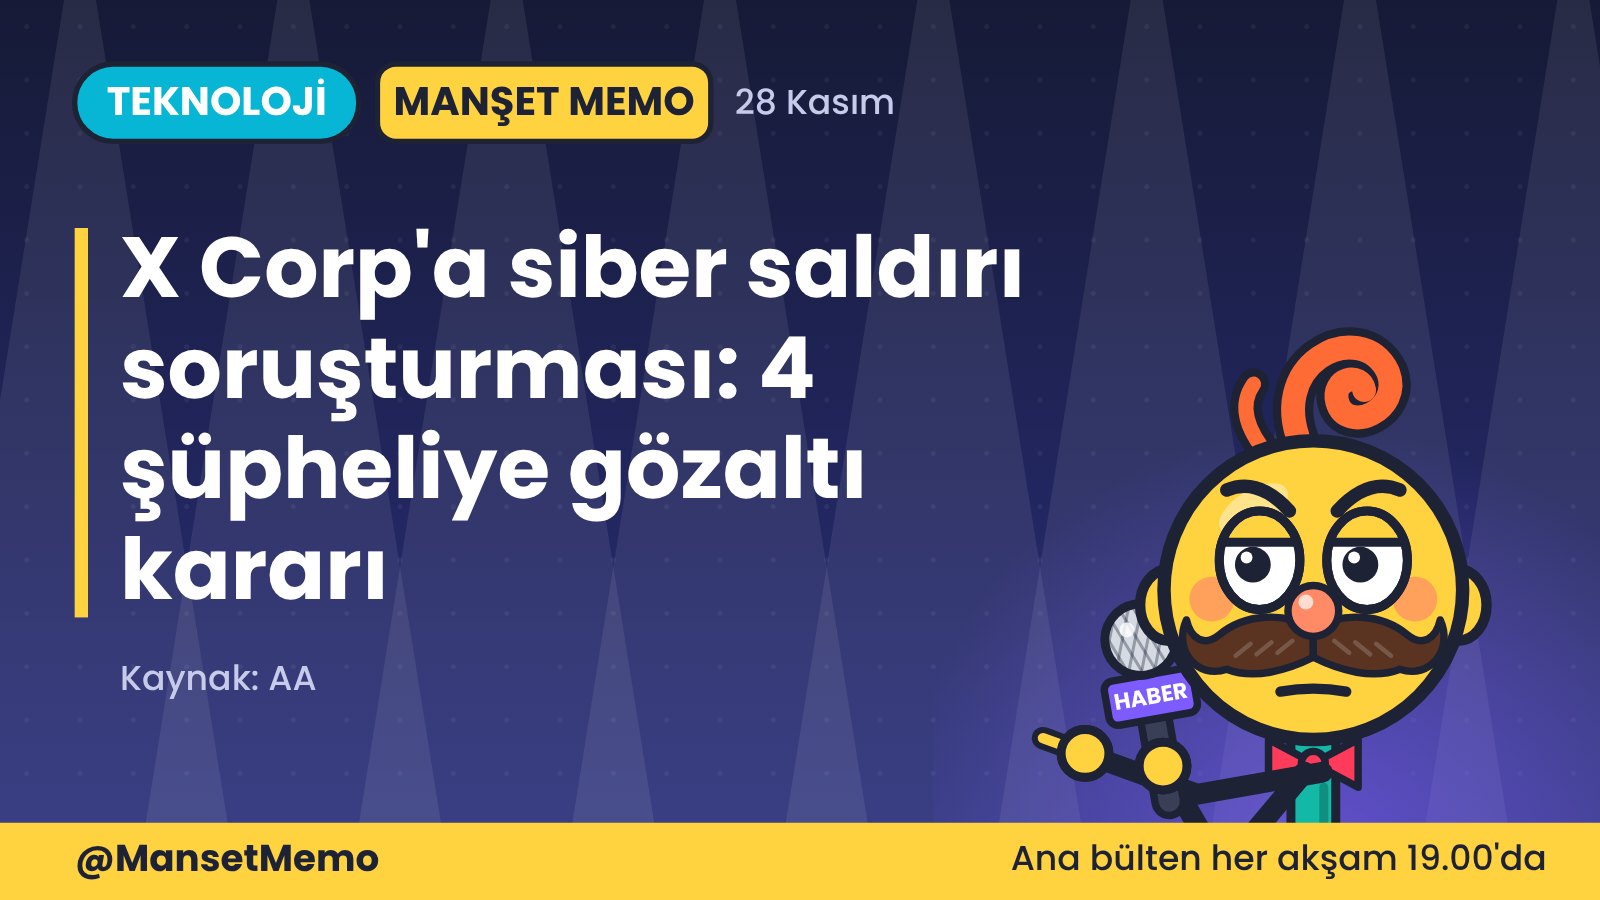 TEKNOLOJİ MANŞET MEMO 28 Kasım
X Corp'a siber saldırı
soruşturması: 4
şüpheliye gözaltı
kararı
Kaynak: AA
HABER
@MansetMemo Ana bülten her akşam 19.00'da